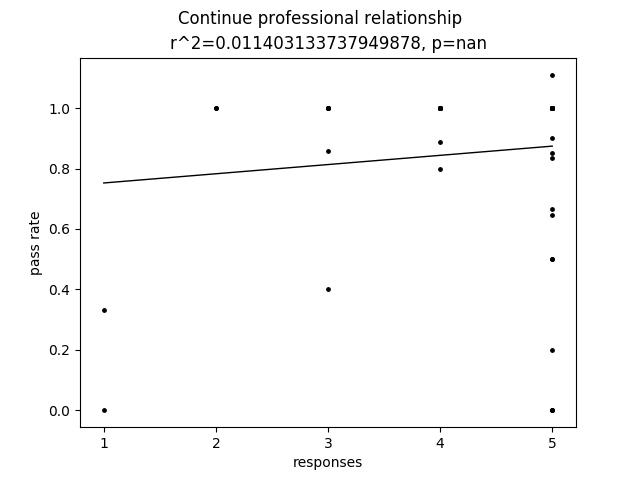 Continue professional relationship
r^2=0.011403133737949878, p=nan
1.0
0.8
0.6
0.4
0.2
0.0
pass rate
1 2 3 4 5
responses